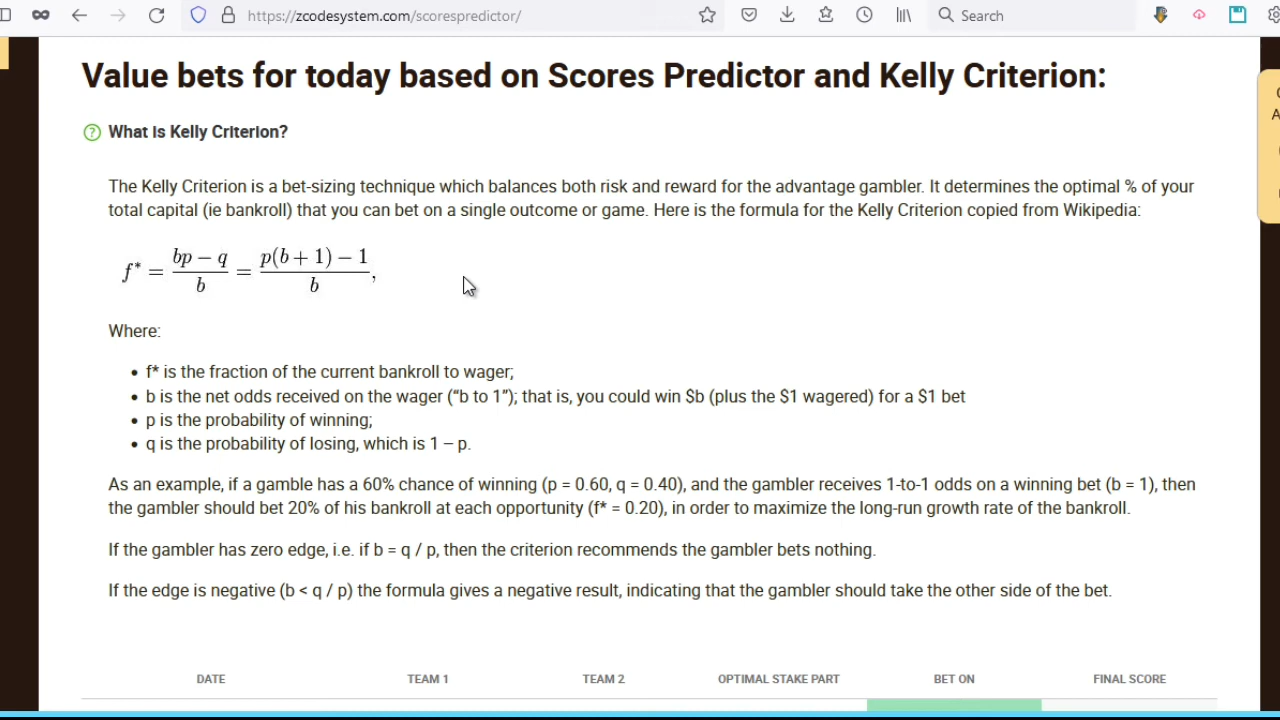 https://zcodesystem.com/scorespredictor/
Search
Value bets for today based on Scores Predictor and Kelly Criterion:
? What is Kelly Criterion?
The Kelly Criterion is a bet-sizing technique which balances both risk and reward for the advantage gambler. It determines the optimal % of your
total capital (ie bankroll) that you can bet on a single outcome or game. Here is the formula for the Kelly Criterion copied from Wikipedia:
f* = (bp − q)/b = (p(b + 1) − 1)/b,
Where:
• f* is the fraction of the current bankroll to wager;
• b is the net odds received on the wager (“b to 1”); that is, you could win $b (plus the $1 wagered) for a $1 bet
• p is the probability of winning;
• q is the probability of losing, which is 1 – p.
As an example, if a gamble has a 60% chance of winning (p = 0.60, q = 0.40), and the gambler receives 1-to-1 odds on a winning bet (b = 1), then
the gambler should bet 20% of his bankroll at each opportunity (f* = 0.20), in order to maximize the long-run growth rate of the bankroll.
If the gambler has zero edge, i.e. if b = q / p, then the criterion recommends the gambler bets nothing.
If the edge is negative (b < q / p) the formula gives a negative result, indicating that the gambler should take the other side of the bet.
DATE TEAM 1 TEAM 2 OPTIMAL STAKE PART BET ON FINAL SCORE